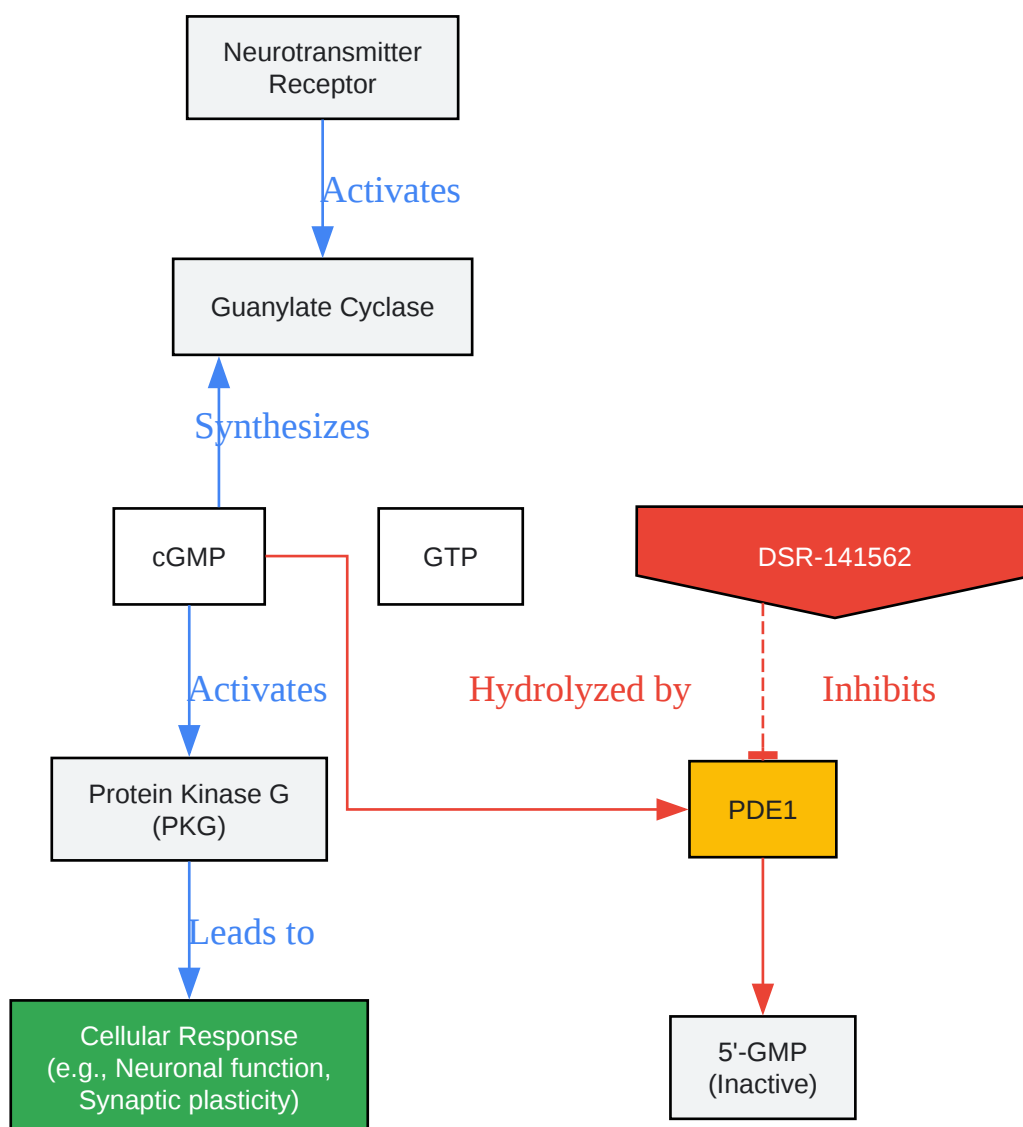 Neurotransmitter
Receptor
Activates
Guanylate Cyclase
Synthesizes
cGMP
GTP
DSR-141562
Activates
Hydrolyzed by
Inhibits
Protein Kinase G
(PKG)
PDE1
Leads to
Cellular Response
(e.g., Neuronal function,
Synaptic plasticity)
5'-GMP
(Inactive)